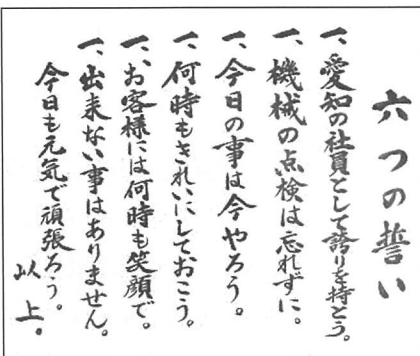 六つの誓い
一、愛知の社員として誇りを持とう。
一、機械の点検は忘れずに。
一、今日の事は今やろう。
一、何時もきれいにしておこう。
一、お客様には何時も笑顔で。
一、出来ない事はありません。
今日も元気で頑張ろう。
以上。